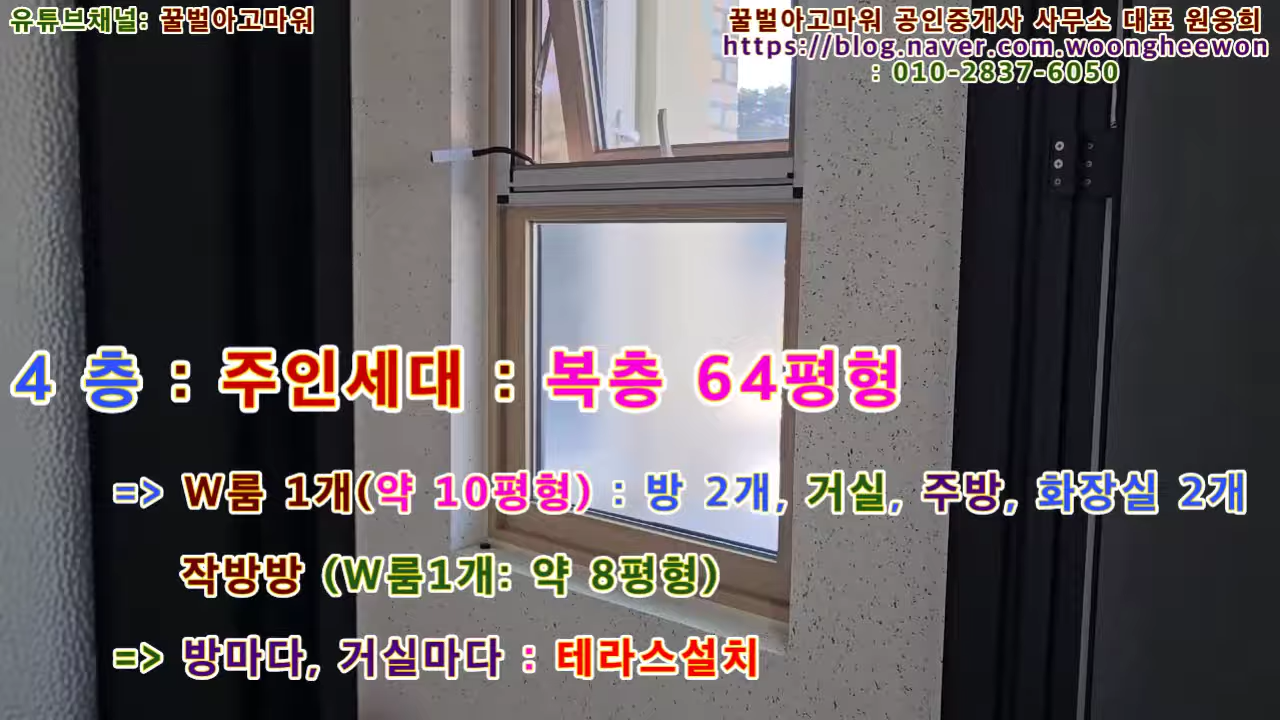 유튜브채널: 꿀벌아고마워
꿀벌아고마워 공인중개사 사무소 대표 원웅희
https://blog.naver.com.woongheewon
: 010-2837-6050
4 층 : 주인세대 : 복층 64평형
=> W룸 1개(약 10평형) : 방 2개, 거실, 주방, 화장실 2개
작방방 (W룸1개: 약 8평형)
=> 방마다, 거실마다 : 테라스설치